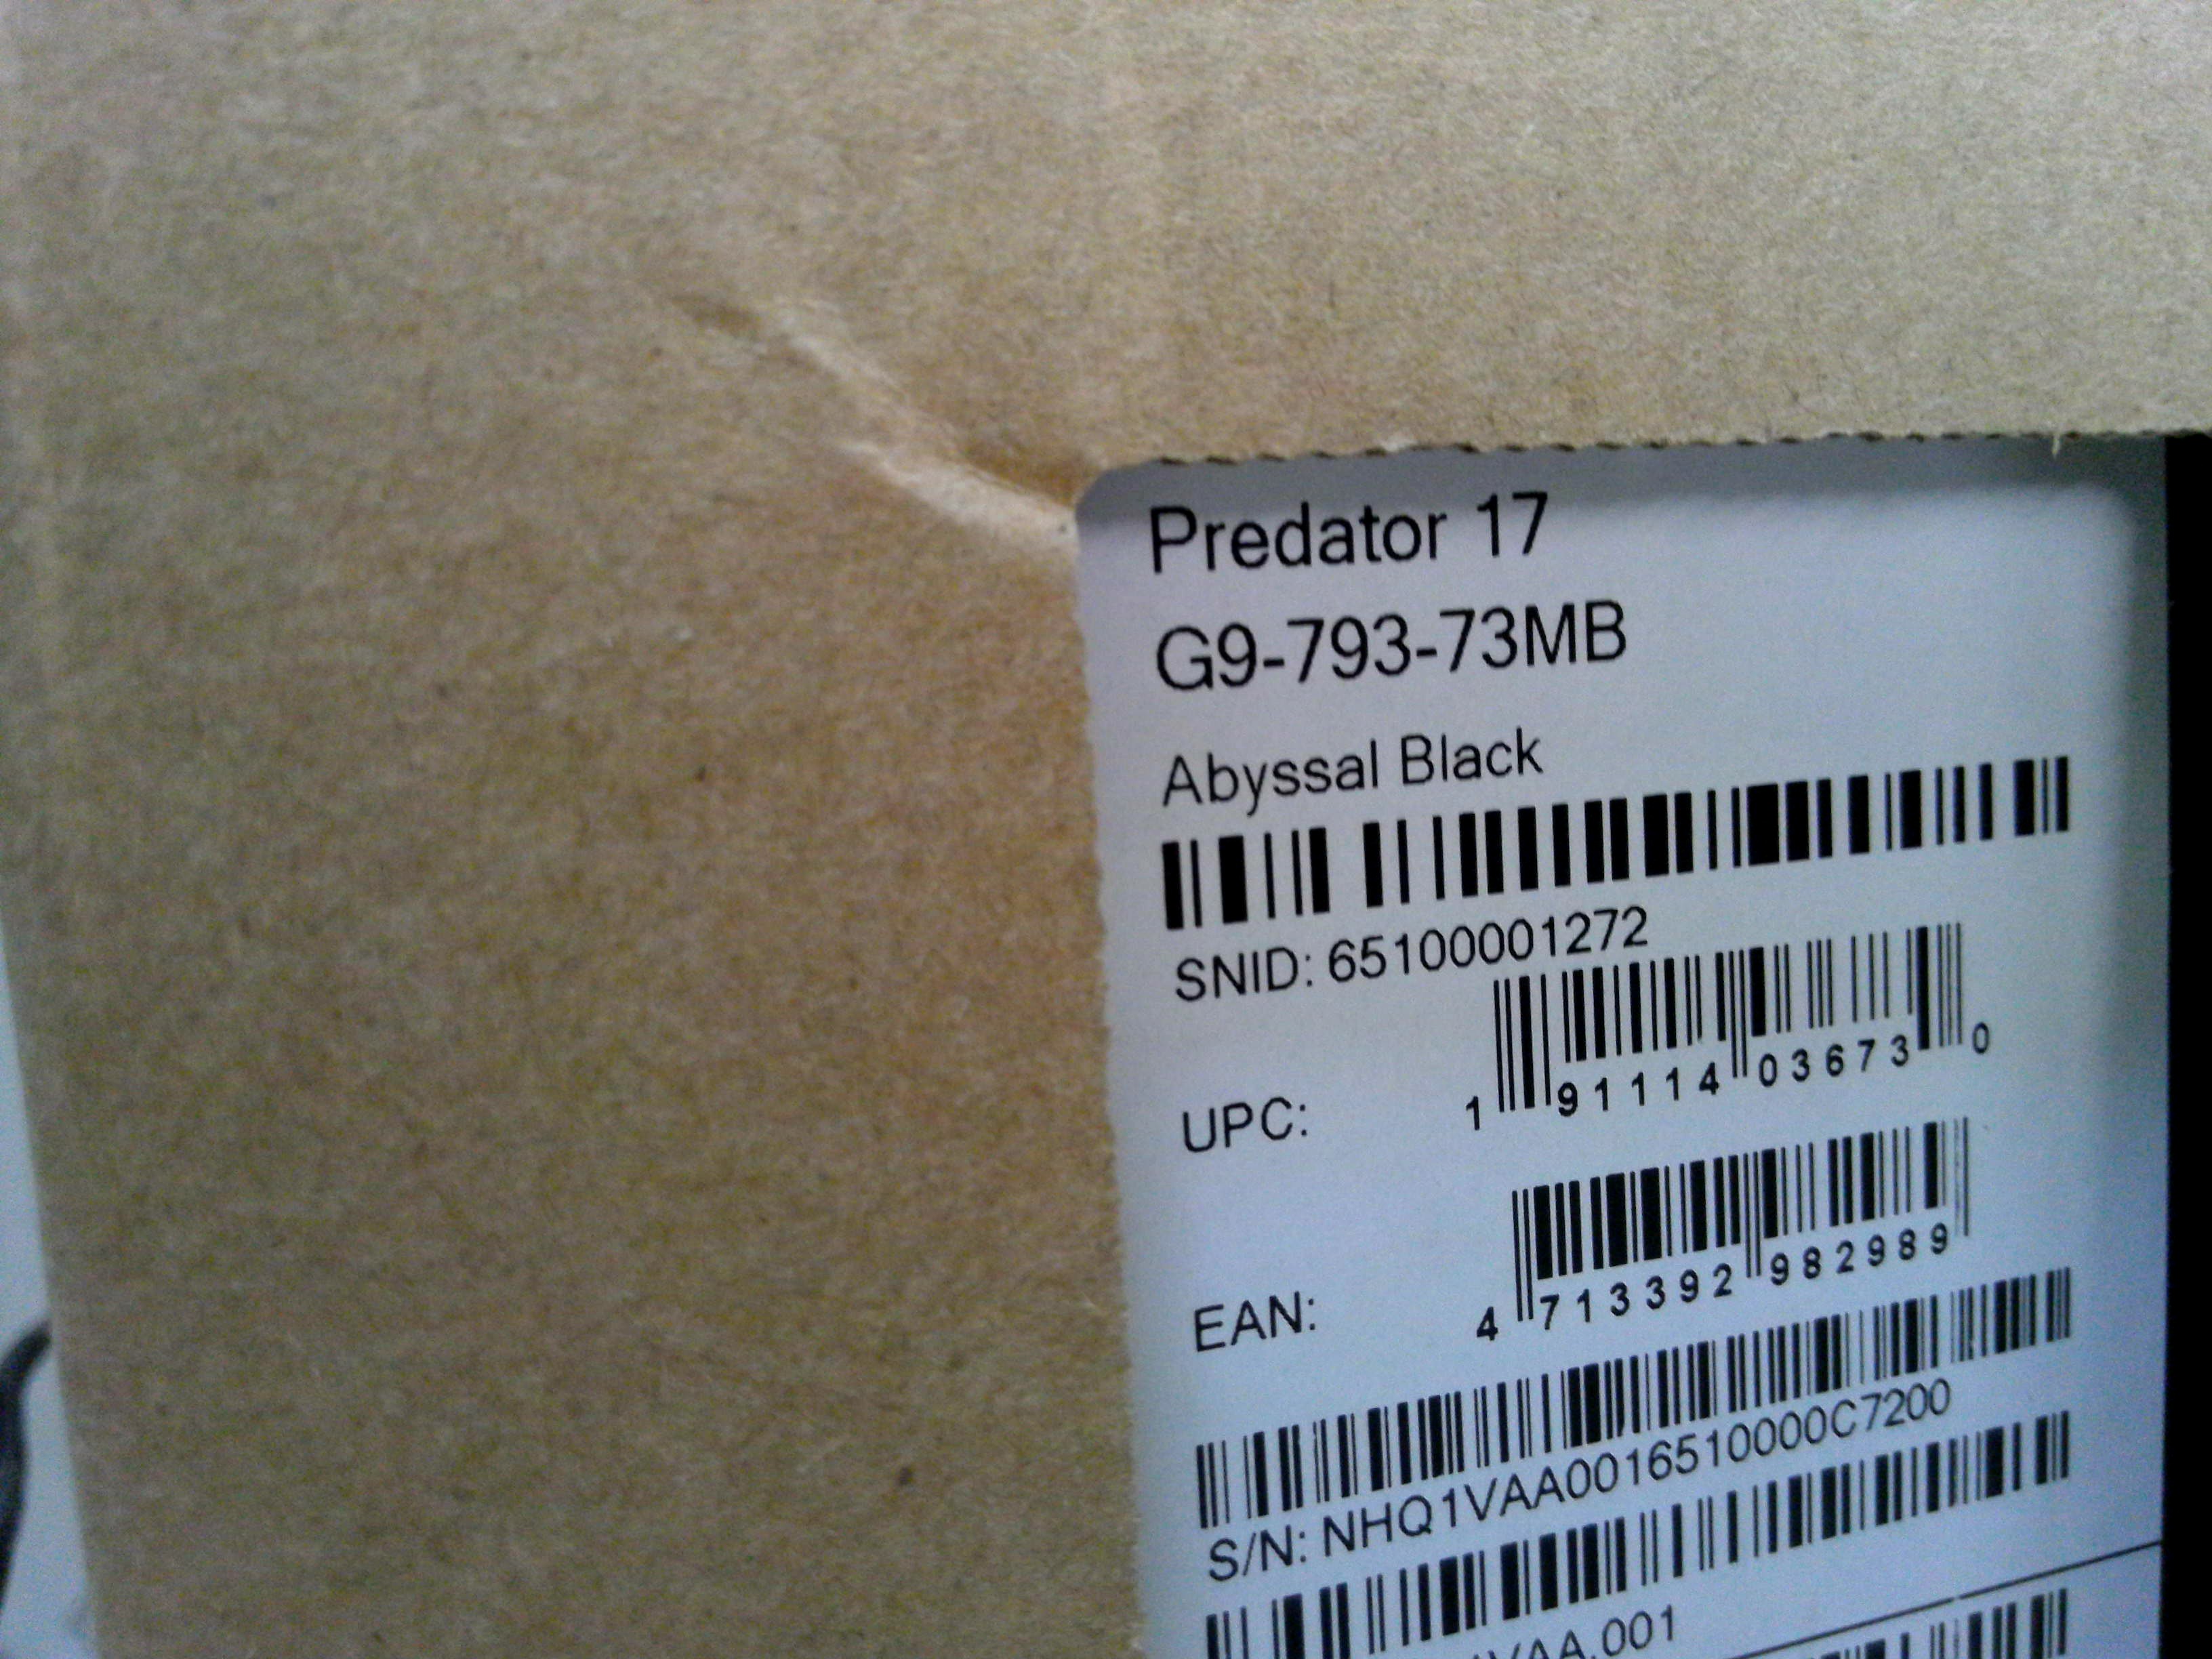 Predator 17
G9-793-73MB
Abyssal Black
SNID: 65100001272
UPC: 1 91114 03673 0
EAN: 4 713392 982989
S/N: NHQ1VAA0016510000C7200
VAA.001